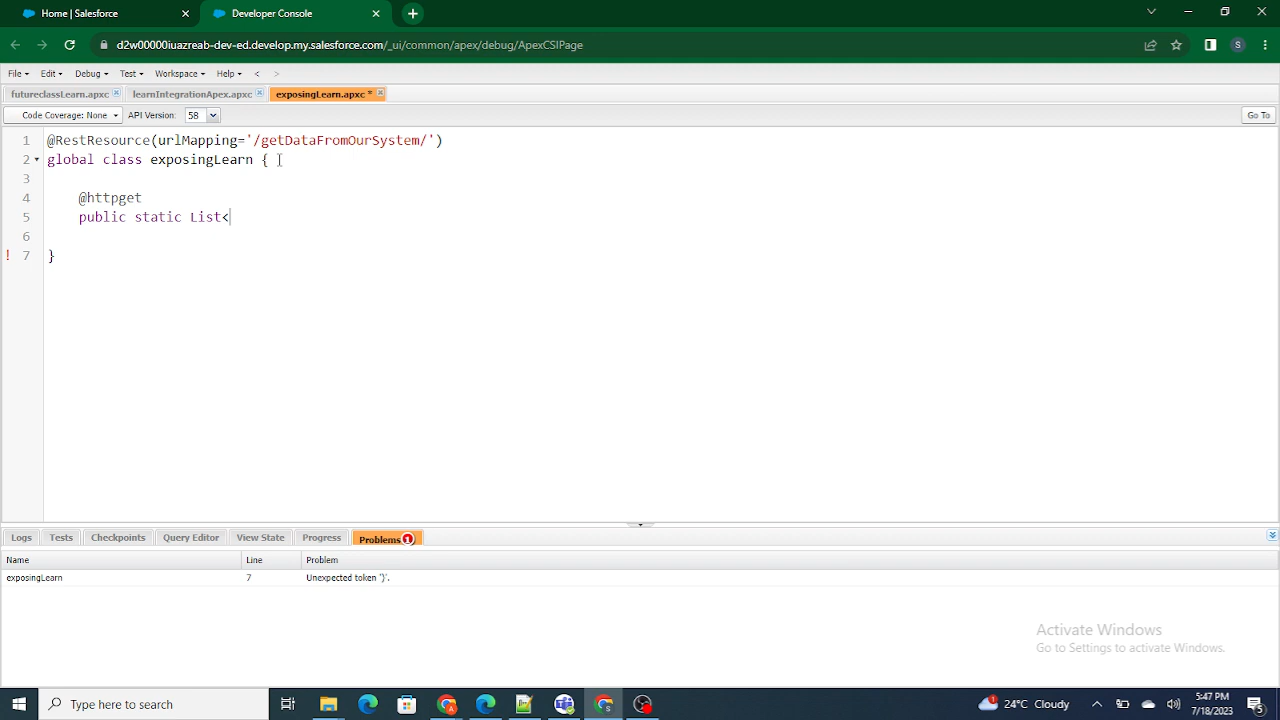 Home | Salesforce
Developer Console
d2w00000iuazreab-dev-ed.develop.my.salesforce.com/_ui/common/apex/debug/ApexCSIPage
File Edit Debug Test Workspace Help < >
futureclassLearn.apxc learnIntegrationApex.apxc exposingLearn.apxc *
Code Coverage: None API Version: 58 Go To
1 @RestResource(urlMapping='/getDataFromOurSystem/')
2 global class exposingLearn {
3
4 @httpget
5 public static List<
6
! 7 }
Logs Tests Checkpoints Query Editor View State Progress Problems 1
Name Line Problem
exposingLearn 7 Unexpected token '}'.
Activate Windows
Go to Settings to activate Windows.
Type here to search
1 24°C Cloudy
5:47 PM
7/18/2023
S
3